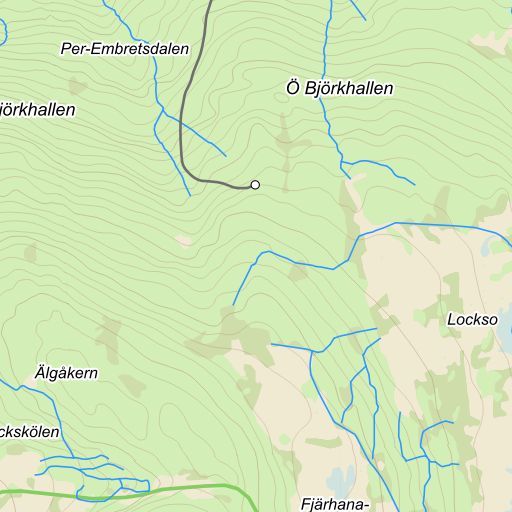 Per-Embretsdalen
Ö Björkhallen
jörkhallen
Lockso
Älgåkern
ckskölen
Fjärhana-